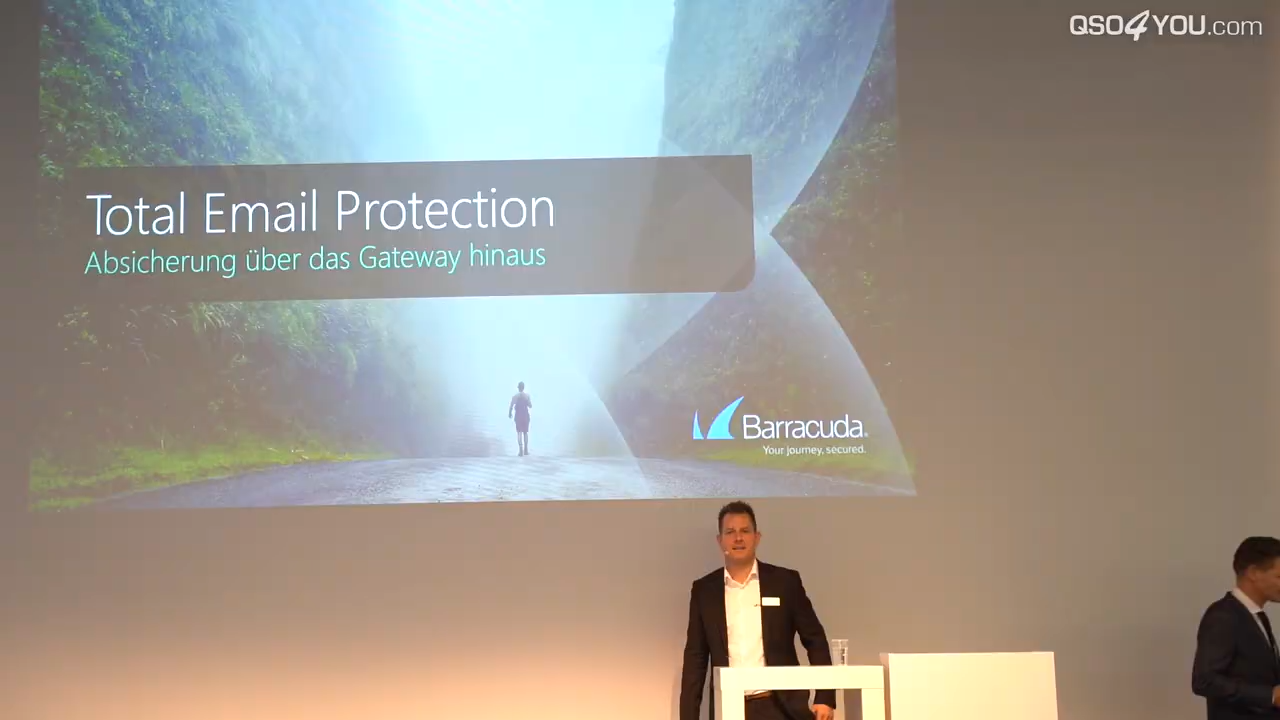 QSO4YOU.com
Total Email Protection
Absicherung über das Gateway hinaus
Barracuda.
Your journey, secured.